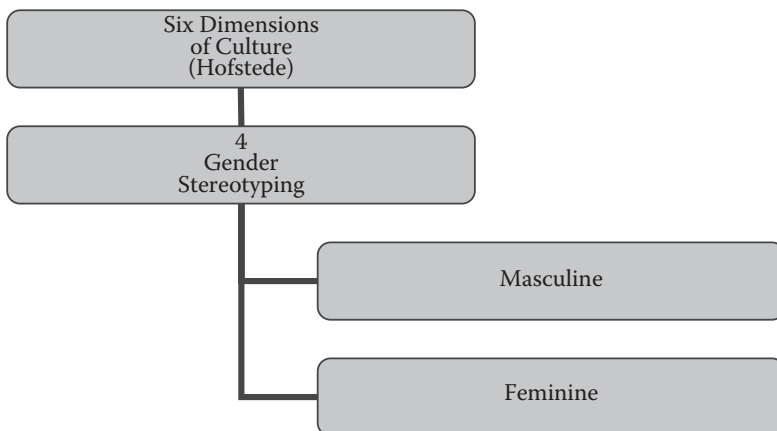 Six Dimensions
of Culture
(Hofstede)
4
Gender
Stereotyping
Masculine
Feminine